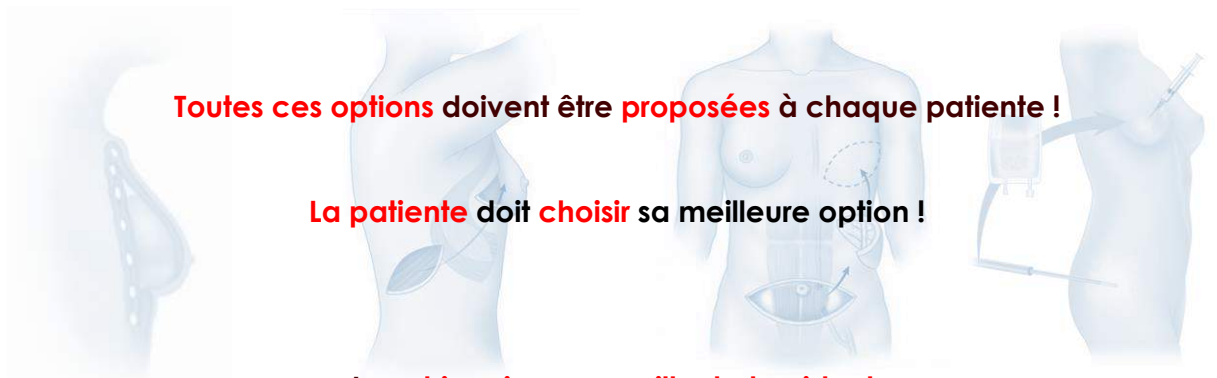 Toutes ces options doivent être proposées à chaque patiente !
La patiente doit choisir sa meilleure option !